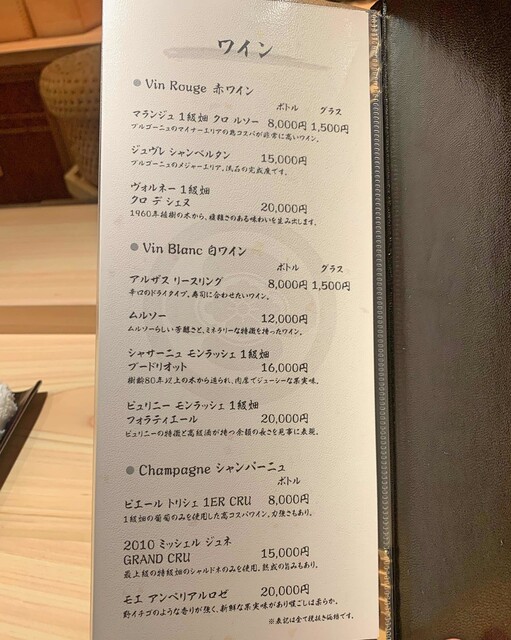 ワイン
● Vin Rouge 赤ワイン
ボトル グラス
マランジュ 1級畑 クロ ルソー 8,000円 1,500円
ブルゴーニュのマイナーエリアの為コスパが非常に高いワイン。
ジュヴレ シャンベルタン 15,000円
ブルゴーニュのメジャーエリア、流石の完成度です。
ヴォルネー 1級畑
クロ デ シェヌ 20,000円
1960年植樹の木から、複雑さのある味わいを生み出します。
● Vin Blanc 白ワイン
ボトル グラス
アルザス リースリング 8,000円 1,500円
辛口のドライタイプ、寿司に合わせたいワイン。
ムルソー 12,000円
ムルソーらしい芳醇さと、ミネラリーな特徴を持ったワイン。
シャサーニュ モンラッシェ 1級畑
ブードリオット 16,000円
樹齢80年以上の木から造られ、肉厚でジューシーな果実味。
ピュリニー モンラッシェ 1級畑
フォラティエール 20,000円
ピュリニーの特徴と高級酒が持つ余韻の長さを見事に表現。
● Champagne シャンパーニュ
ボトル
ピエール トリシェ 1ER CRU 8,000円
1級畑の葡萄のみを使用した高コスパワイン、力強さもあり。
2010 ミッシェル ジュネ
GRAND CRU 15,000円
最上級の特級畑のシャルドネのみを使用、熟成の旨みもあり。
モエ アンペリアルロゼ 20,000円
野イチゴのような香りが強く、新鮮な果実味があり喉ごしは柔らか。
※表記は全て税抜き価格です。